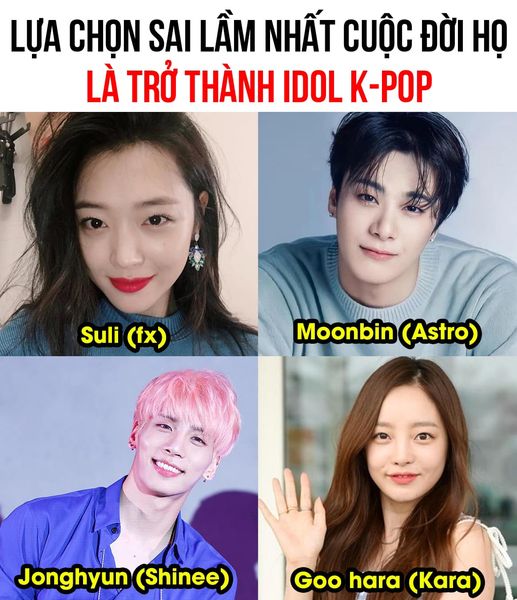 LỰA CHỌN SAI LẦM NHẤT CUỘC ĐỜI HỌ
LÀ TRỞ THÀNH IDOL K-POP
Suli (fx)
Moonbin (Astro)
Jonghyun (Shinee)
Goo hara (Kara)